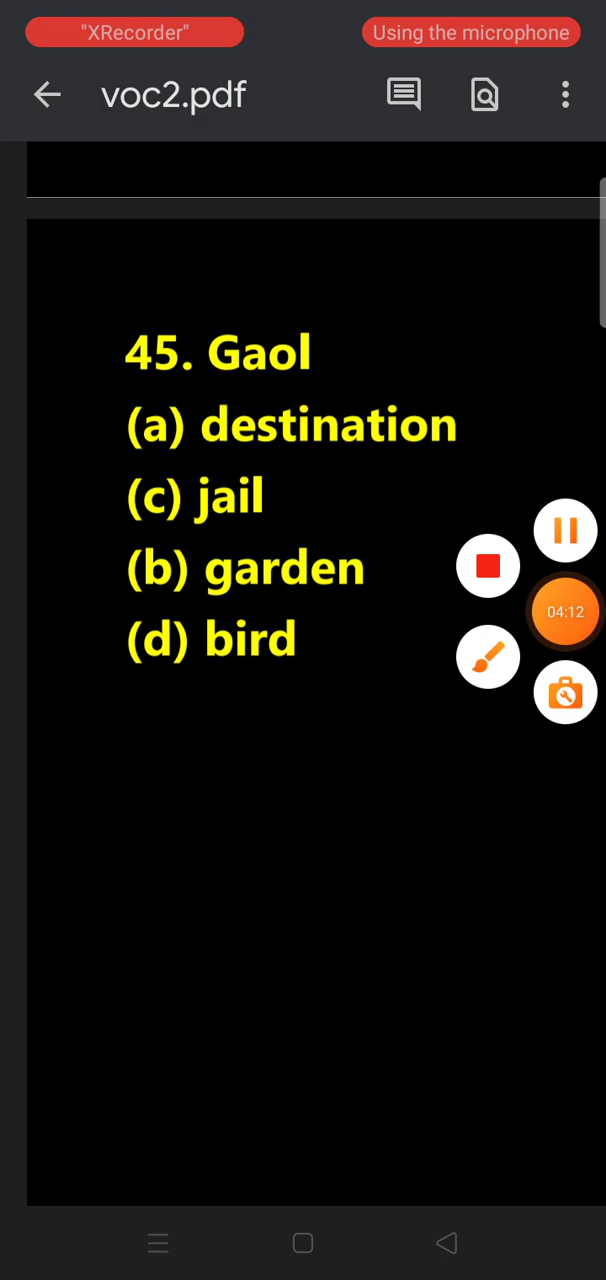 "XRecorder"
Using the microphone
voc2.pdf
45. Gaol
(a) destination
(c) jail
(b) garden
(d) bird
04:12